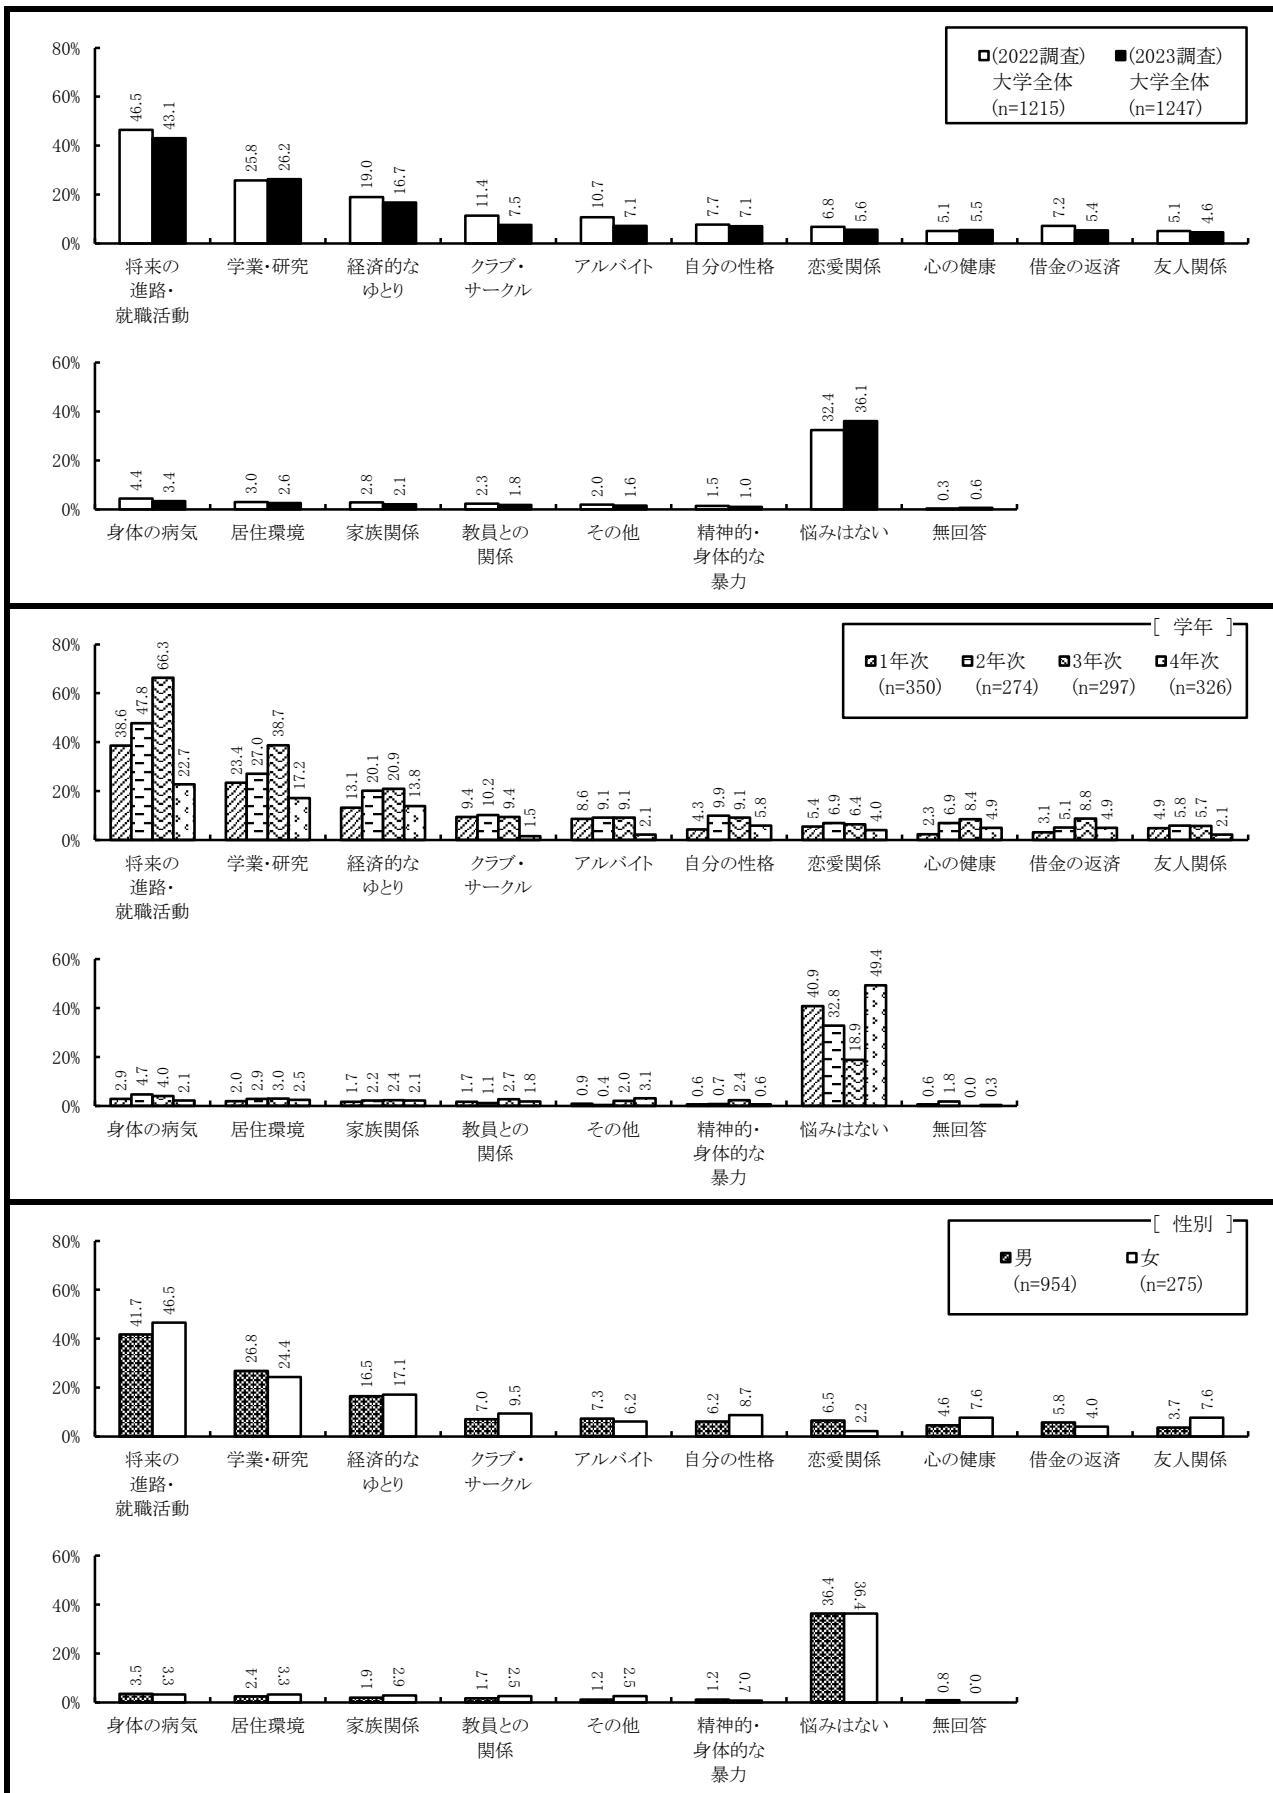 □(2022調査) ■(2023調査)
大学全体 大学全体
(n=1215) (n=1247)
80%
60%
40%
20%
0%
46.5 43.1 25.8 26.2 19.0 16.7 11.4 7.5 10.7 7.1 7.7 7.1 6.8 5.6 5.1 5.5 7.2 5.4 5.1 4.6
将来の 学業・研究 経済的な クラブ・ アルバイト 自分の性格 恋愛関係 心の健康 借金の返済 友人関係
進路・ ゆとり サークル
就職活動
60%
40%
20%
0%
4.4 3.4 3.0 2.6 2.8 2.1 2.3 1.8 2.0 1.6 1.5 1.0 32.4 36.1 0.3 0.6
身体の病気 居住環境 家族関係 教員との その他 精神的・ 悩みはない 無回答
関係 身体的な
暴力
[ 学年 ]
1年次 2年次 3年次 4年次
(n=350) (n=274) (n=297) (n=326)
80%
60%
40%
20%
0%
38.6 47.8 66.3 22.7 23.4 27.0 38.7 17.2 13.1 20.1 20.9 13.8 9.4 10.2 9.4 1.5 8.6 9.1 9.1 2.1 4.3 9.9 9.1 5.8 5.4 6.9 6.4 4.0 2.3 6.9 8.4 4.9 3.1 5.1 8.8 4.9 4.9 5.8 5.7 2.1
将来の 学業・研究 経済的な クラブ・ アルバイト 自分の性格 恋愛関係 心の健康 借金の返済 友人関係
進路・ ゆとり サークル
就職活動
60%
40%
20%
0%
2.9 4.7 4.0 2.1 2.0 2.9 3.0 2.5 1.7 2.2 2.4 2.1 1.7 1.1 2.7 1.8 0.9 0.4 2.0 3.1 0.6 0.7 2.4 0.6 40.9 32.8 18.9 49.4 0.6 1.8 0.0 0.3
身体の病気 居住環境 家族関係 教員との その他 精神的・ 悩みはない 無回答
関係 身体的な
暴力
[ 性別 ]
男 女
(n=954) (n=275)
80%
60%
40%
20%
0%
41.7 46.5 26.8 24.4 16.5 17.1 7.0 9.5 7.3 6.2 6.2 8.7 6.5 2.2 4.6 7.6 5.8 4.0 3.7 7.6
将来の 学業・研究 経済的な クラブ・ アルバイト 自分の性格 恋愛関係 心の健康 借金の返済 友人関係
進路・ ゆとり サークル
就職活動
60%
40%
20%
0%
3.5 3.3 2.4 3.3 1.9 2.9 1.7 2.5 1.2 2.5 1.2 0.7 36.4 36.4 0.8 0.0
身体の病気 居住環境 家族関係 教員との その他 精神的・ 悩みはない 無回答
関係 身体的な
暴力